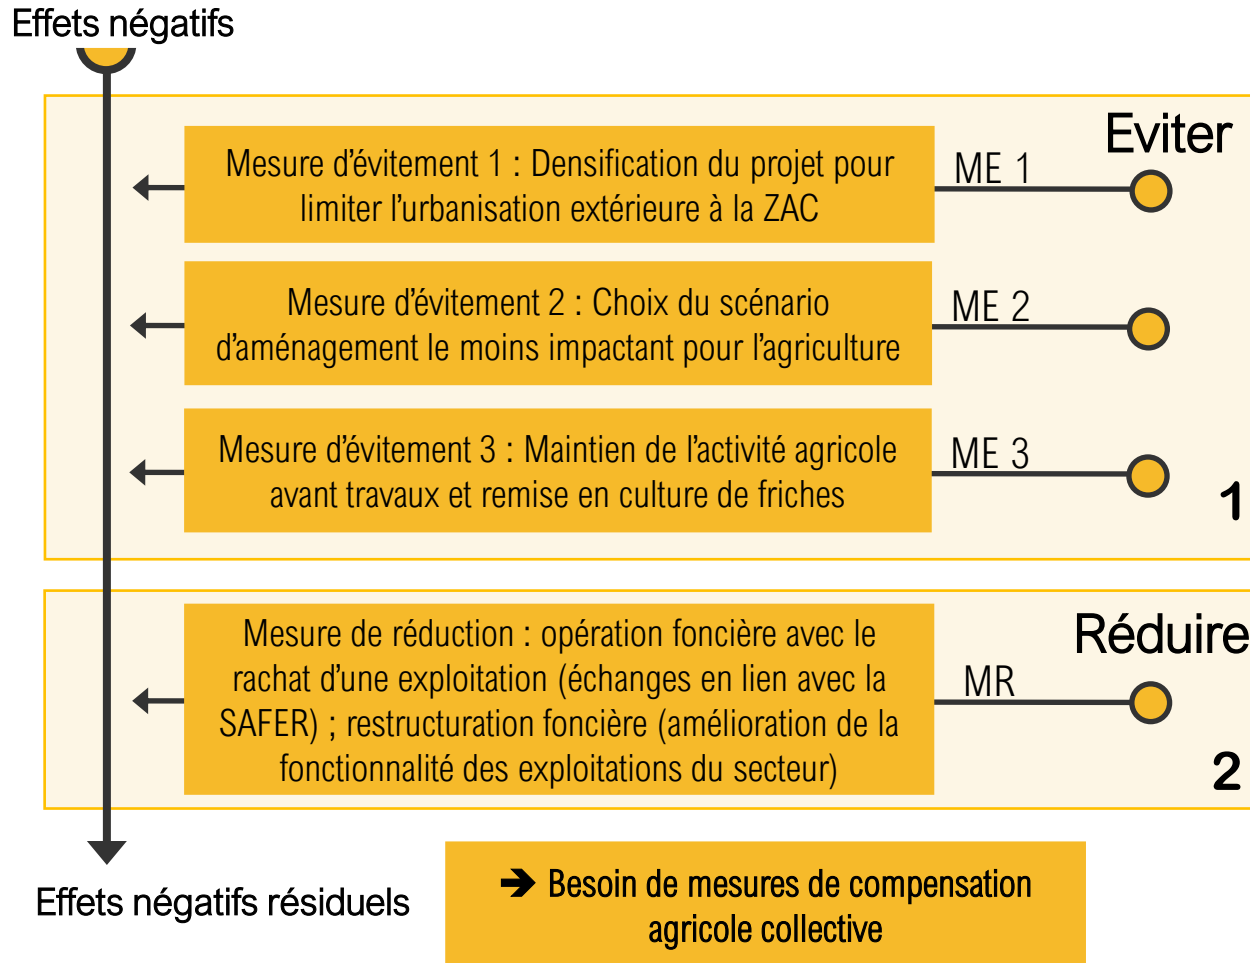 Effets négatifs
Eviter
Mesure d'évitement 1 : Densification du projet pour
limiter l'urbanisation extérieure à la ZAC
ME 1
Mesure d'évitement 2 : Choix du scénario
d'aménagement le moins impactant pour l'agriculture
ME 2
Mesure d'évitement 3 : Maintien de l'activité agricole
avant travaux et remise en culture de friches
ME 3
1
Réduire
Mesure de réduction : opération foncière avec le
rachat d'une exploitation (échanges en lien avec la
SAFER) ; restructuration foncière (amélioration de la
fonctionnalité des exploitations du secteur)
MR
2
Effets négatifs résiduels
➔ Besoin de mesures de compensation
agricole collective